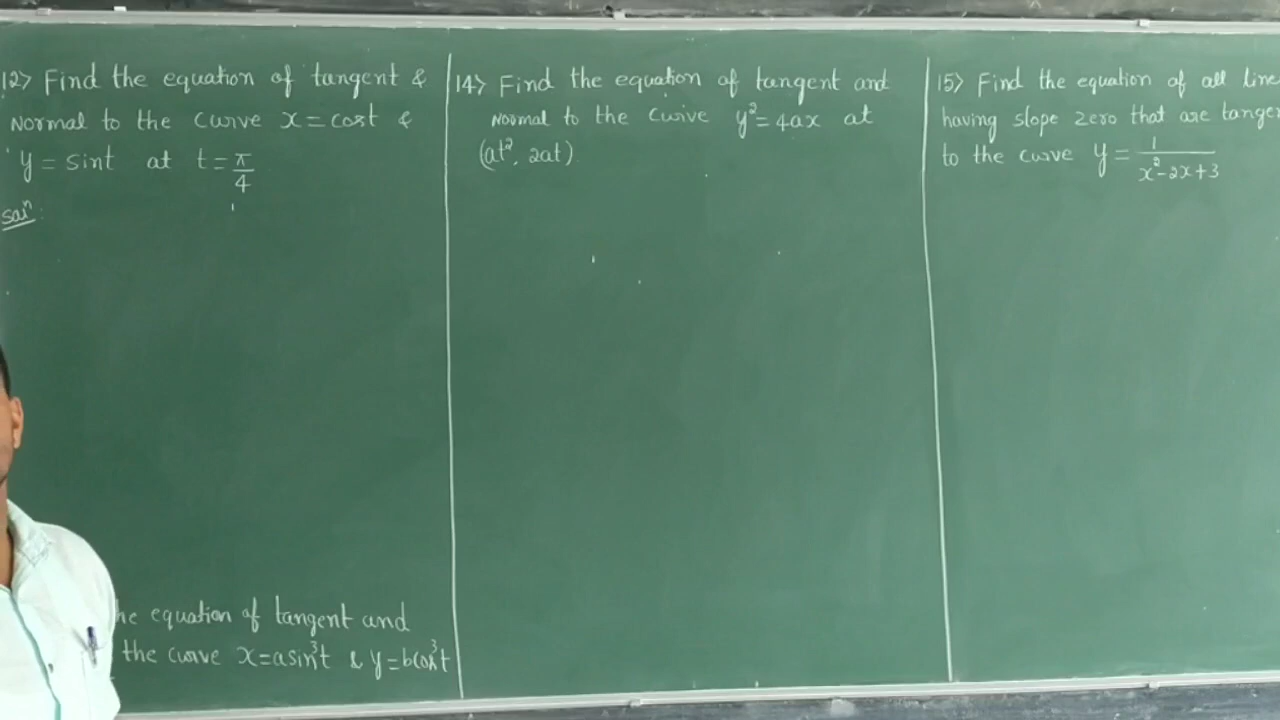 12> Find the equation of tangent &
normal to the curve x = cost &
y = sint at t = π/4
Solⁿ:
he equation of tangent and
the curve x = asin³t & y = bcos³t
14> Find the equation of tangent and
normal to the curve y² = 4ax at
(at², 2at)
15> Find the equation of all line
having slope zero that are tange
to the curve y = 1/(x²-2x+3)